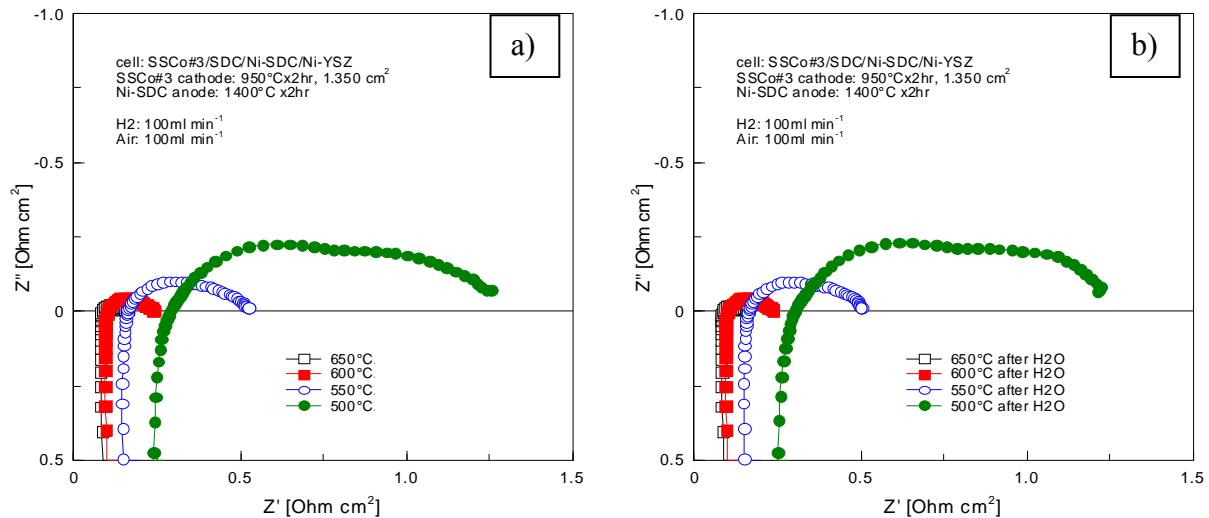 a)
cell: SSCo#3/SDC/Ni-SDC/Ni-YSZ
SSCo#3 cathode: 950°Cx2hr, 1.350 cm²
Ni-SDC anode: 1400°C x2hr
H2: 100ml min⁻¹
Air: 100ml min⁻¹
-1.0
-0.5
0
0.5
Z'' [Ohm cm²]
650°C
600°C
550°C
500°C
0
0.5
1.0
1.5
Z' [Ohm cm²]
b)
cell: SSCo#3/SDC/Ni-SDC/Ni-YSZ
SSCo#3 cathode: 950°Cx2hr, 1.350 cm²
Ni-SDC anode: 1400°C x2hr
H2: 100ml min⁻¹
Air: 100ml min⁻¹
-1.0
-0.5
0
0.5
Z'' [Ohm cm²]
650°C after H2O
600°C after H2O
550°C after H2O
500°C after H2O
0
0.5
1.0
1.5
Z' [Ohm cm²]